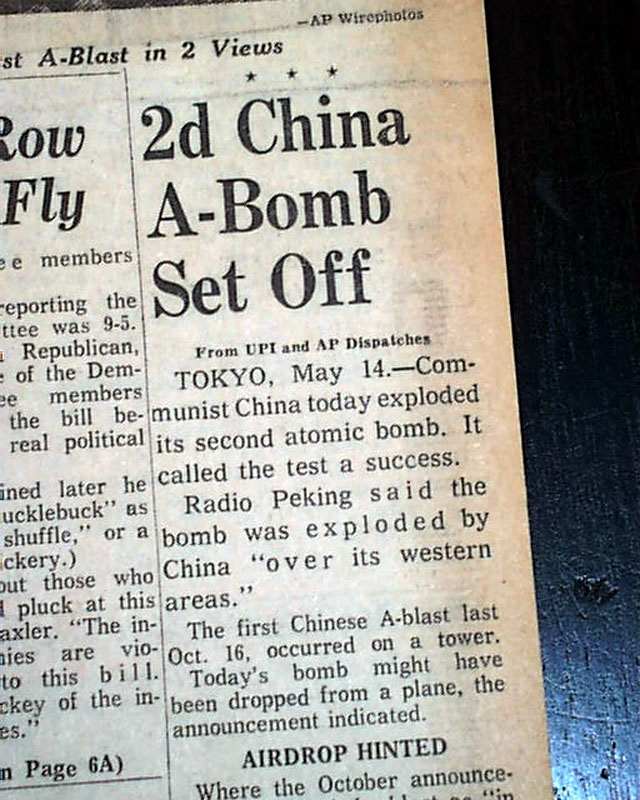 —AP Wirephotos
st A-Blast in 2 Views
★ ★ ★
Row
Fly
ee members
reporting the
ttee was 9-5.
Republican,
of the Dem-
ee members
the bill be-
real political
ined later he
ucklebuck" as
shuffle," or a
ckery.)
out those who
pluck at this
axler. "The in-
nies are vio-
to this bill.
ckey of the in-
es."
n Page 6A)
2d China
A-Bomb
Set Off
From UPI and AP Dispatches
TOKYO, May 14.—Com-
munist China today exploded
its second atomic bomb. It
called the test a success.
Radio Peking said the
bomb was exploded by
China "over its western
areas."
The first Chinese A-blast last
Oct. 16, occurred on a tower.
Today's bomb might have
been dropped from a plane, the
announcement indicated.
AIRDROP HINTED
Where the October announce-